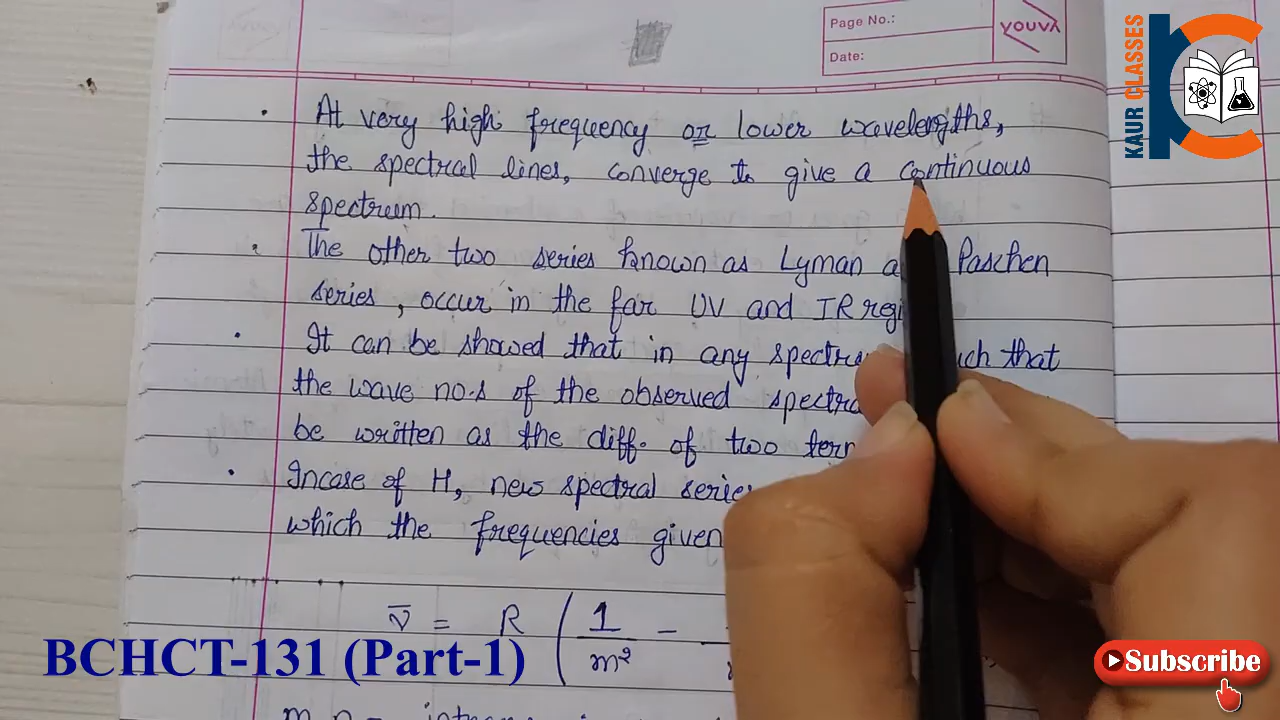 Page No.:
Date:
YOUVA
KAUR CLASSES
At very high frequency or lower wavelengths,
the spectral lines, converge to give a continuous
spectrum.
The other two series known as Lyman a Paschen
series, occur in the far UV and IR regi
It can be showed that in any spectru ch that
the wave no.s of the observed spectra
be written as the diff. of two ter
Incase of H, new spectral serie
which the frequencies given
ν̅ = R ( 1/m² -
BCHCT-131 (Part-1)
Subscribe
m, n -